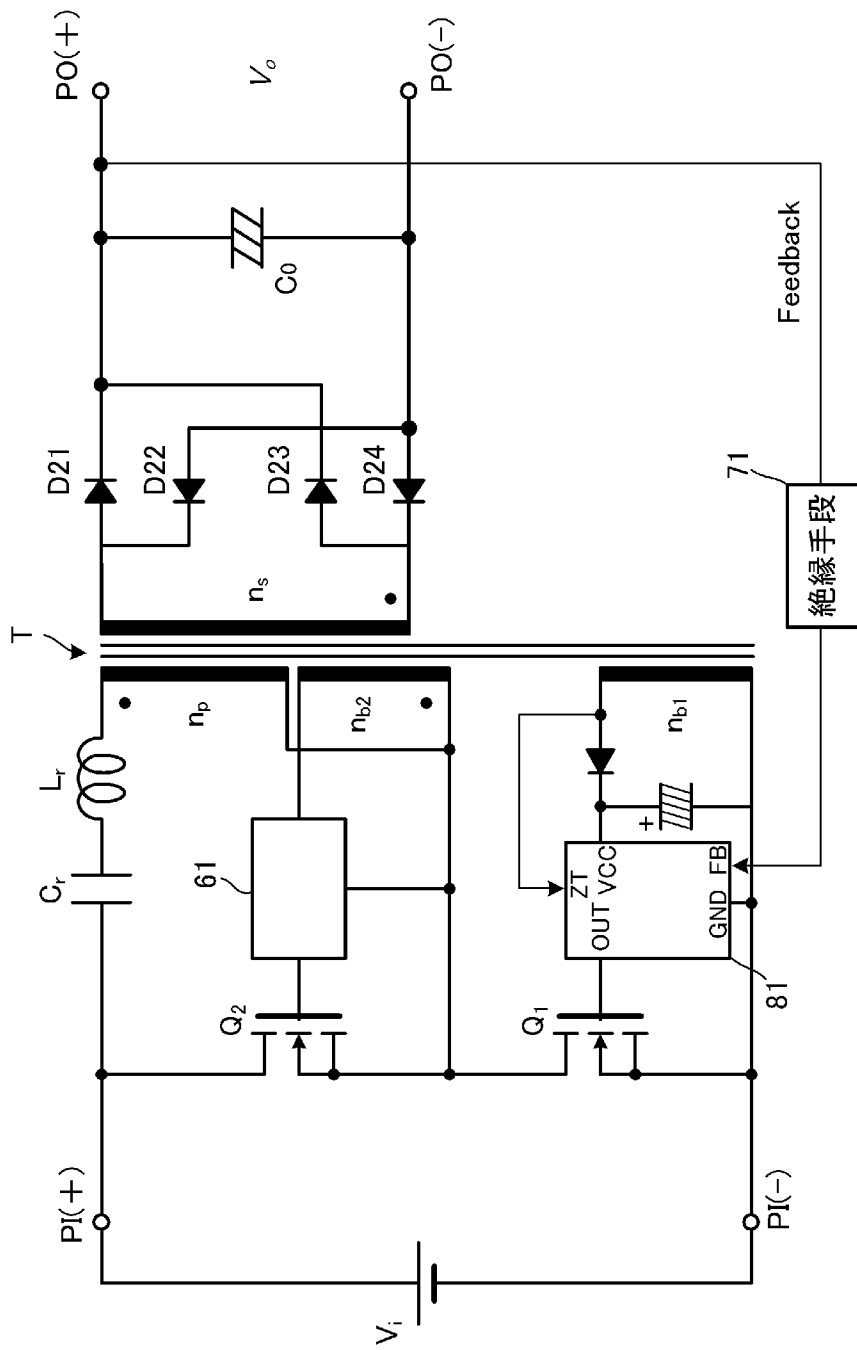 T
PI(+)
Cr
Lr
np
ns
D21
D22
D23
D24
C0
PO(+)
Vo
PO(-)
Vi
Q2
61
nb2
Q1
ZT
OUT
VCC
GND
FB
+
nb1
81
PI(-)
71
絶縁手段
Feedback